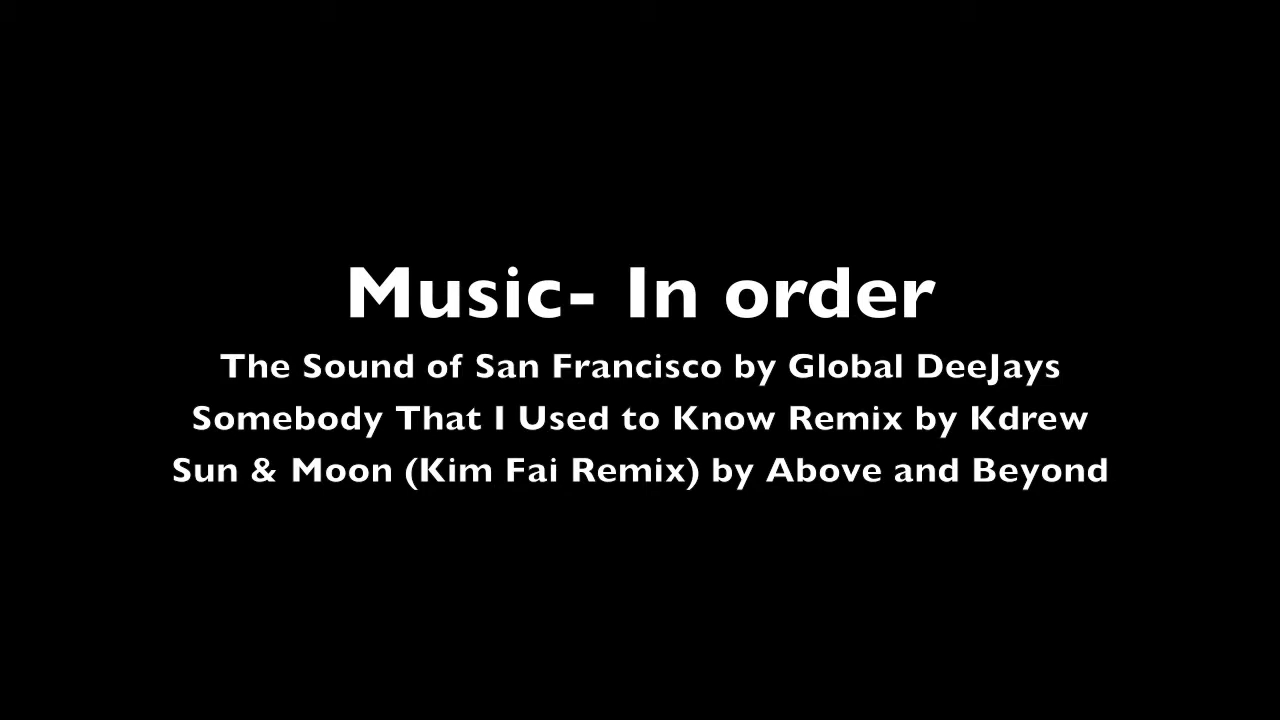 Music- In order
The Sound of San Francisco by Global DeeJays
Somebody That I Used to Know Remix by Kdrew
Sun & Moon (Kim Fai Remix) by Above and Beyond